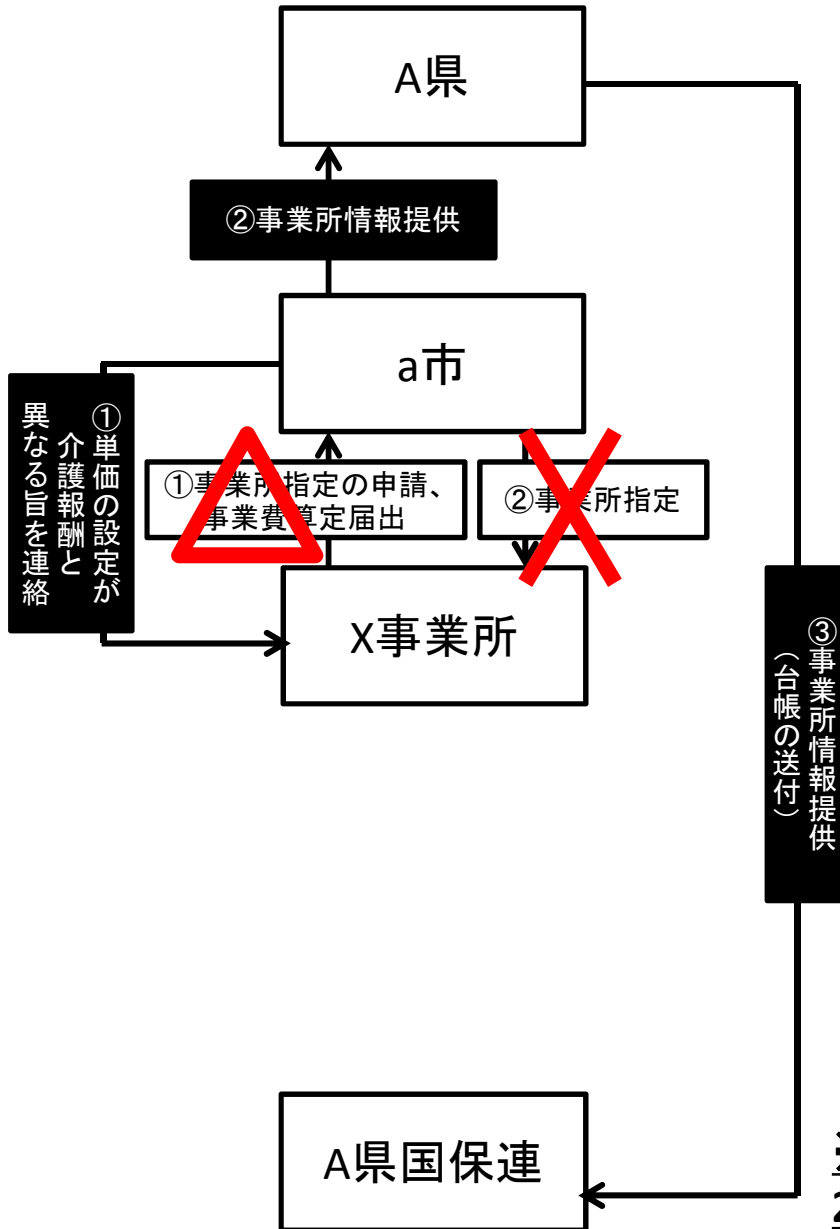 A県
②事業所情報提供
a市
①単価の設定が
介護報酬と
異なる旨を連絡
①事業所指定の申請、
事業費算定届出
②事業所指定
X事業所
③事業所情報提供
（台帳の送付）
A県国保連